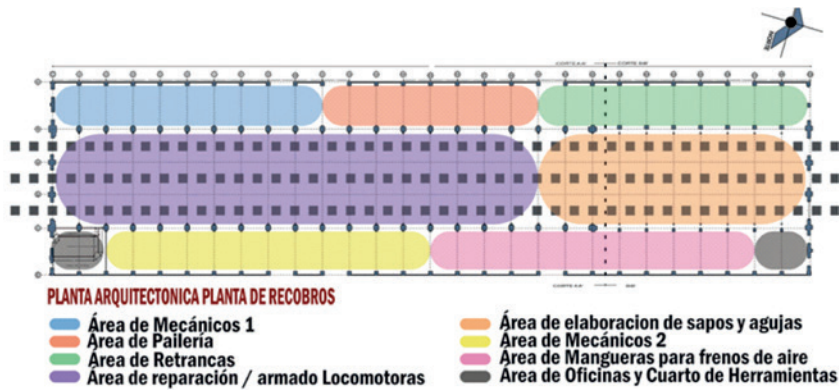 NORTE
PLANTA ARQUITECTONICA PLANTA DE RECOBROS
Área de Mecánicos 1
Área de Pailería
Área de Retrancas
Área de reparación / armado Locomotoras
Área de elaboracion de sapos y agujas
Área de Mecánicos 2
Área de Mangueras para frenos de aire
Área de Oficinas y Cuarto de Herramientas